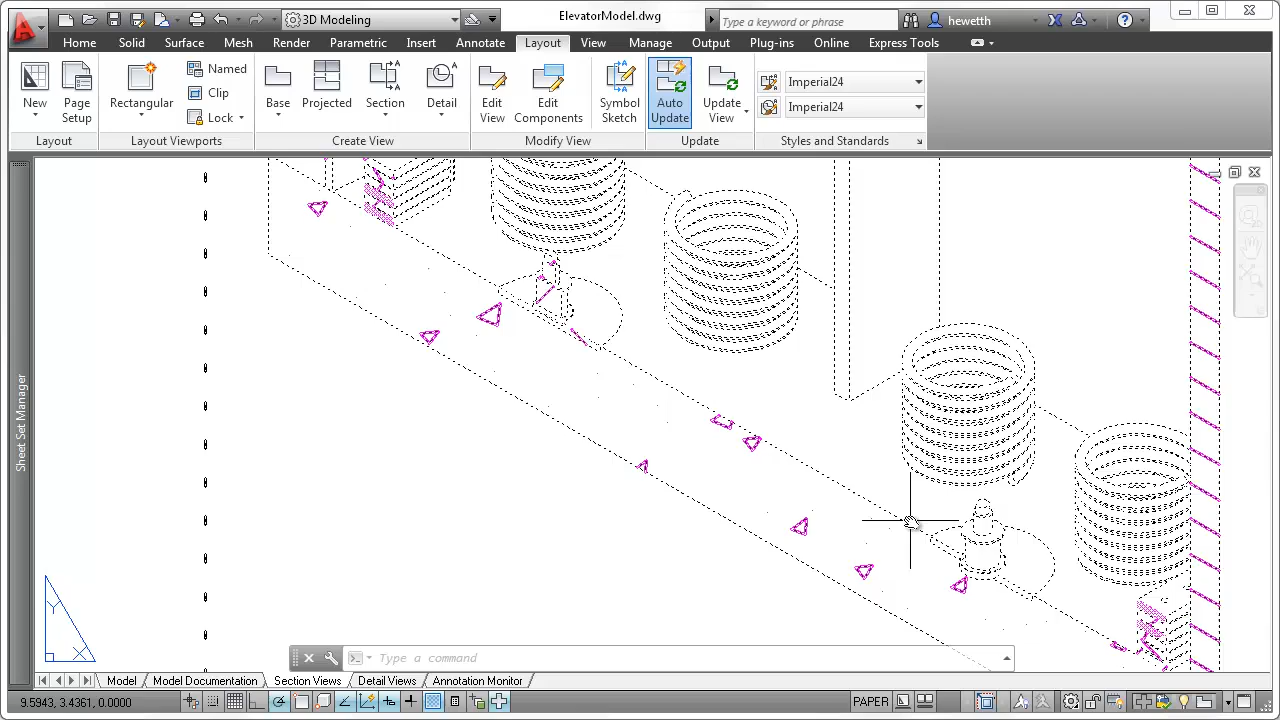 3D Modeling
ElevatorModel.dwg
Type a keyword or phrase
hewetth
Home Solid Surface Mesh Render Parametric Insert Annotate Layout View Manage Output Plug-ins Online Express Tools
New
Page Setup
Rectangular
Named
Clip
Lock
Base
Projected
Section
Detail
Edit View
Edit Components
Symbol Sketch
Auto Update
Update View
Imperial24
Imperial24
Layout Layout Viewports Create View Modify View Update Styles and Standards
Sheet Set Manager
Y
X
Type a command
Model Model Documentation Section Views Detail Views Annotation Monitor
9.5943, 3.4361, 0.0000
PAPER